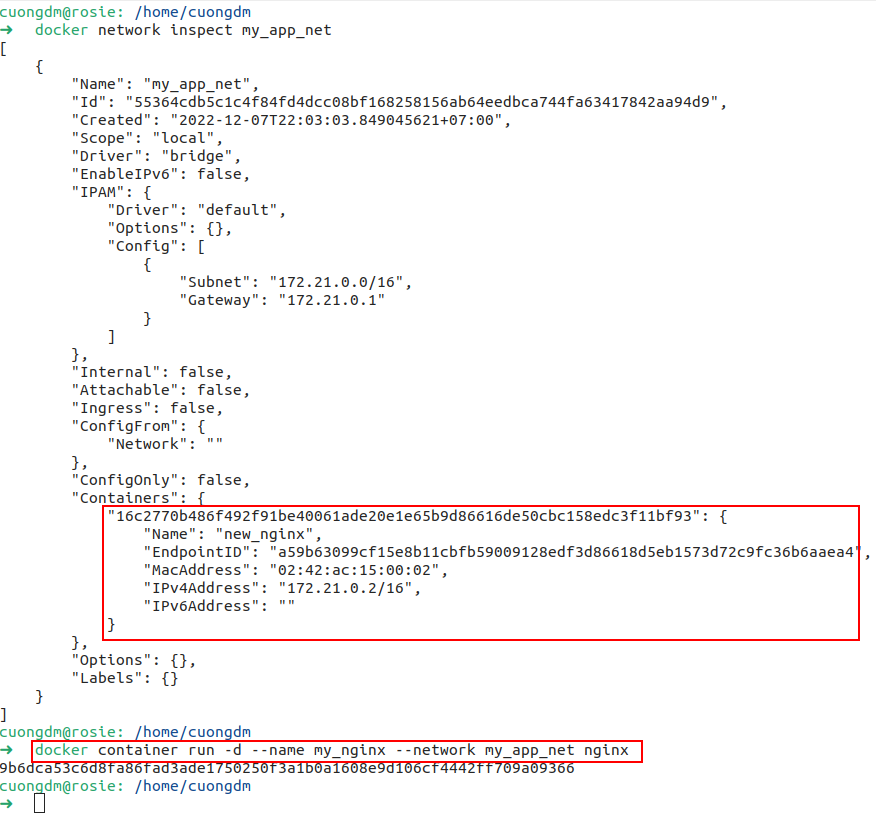 cuongdm@rosie: /home/cuongdm
➜ docker network inspect my_app_net
[
    {
        "Name": "my_app_net",
        "Id": "55364cdb5c1c4f84fd4dcc08bf168258156ab64eedbca744fa63417842aa94d9",
        "Created": "2022-12-07T22:03:03.849045621+07:00",
        "Scope": "local",
        "Driver": "bridge",
        "EnableIPv6": false,
        "IPAM": {
            "Driver": "default",
            "Options": {},
            "Config": [
                {
                    "Subnet": "172.21.0.0/16",
                    "Gateway": "172.21.0.1"
                }
            ]
        },
        "Internal": false,
        "Attachable": false,
        "Ingress": false,
        "ConfigFrom": {
            "Network": ""
        },
        "ConfigOnly": false,
        "Containers": {
            "16c2770b486f492f91be40061ade20e1e65b9d86616de50cbc158edc3f11bf93": {
                "Name": "new_nginx",
                "EndpointID": "a59b63099cf15e8b11cbfb59009128edf3d86618d5eb1573d72c9fc36b6aaea4",
                "MacAddress": "02:42:ac:15:00:02",
                "IPv4Address": "172.21.0.2/16",
                "IPv6Address": ""
            }
        },
        "Options": {},
        "Labels": {}
    }
]
cuongdm@rosie: /home/cuongdm
➜ docker container run -d --name my_nginx --network my_app_net nginx
9b6dca53c6d8fa86fad3ade1750250f3a1b0a1608e9d106cf4442ff709a09366
cuongdm@rosie: /home/cuongdm
➜